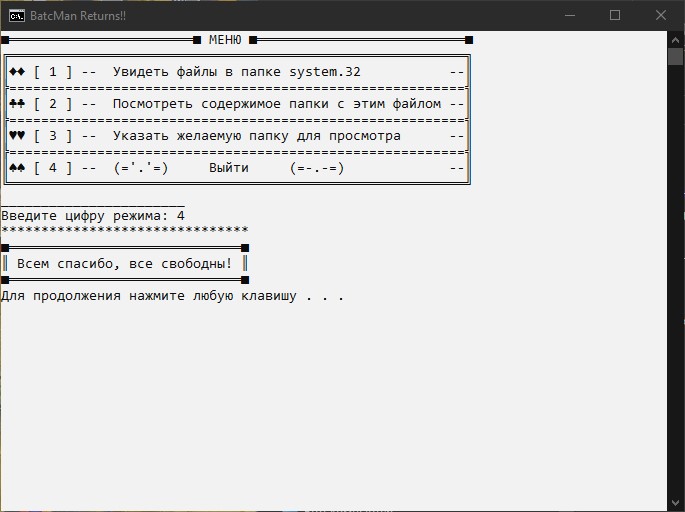 BatcMan Returns!!
■═══════════════════════■ МЕНЮ ■══════════════════════════■
♦♦ [ 1 ] --  Увидеть файлы в папке system.32           --
♣♣ [ 2 ] --  Посмотреть содержимое папки с этим файлом --
♥♥ [ 3 ] --  Указать желаемую папку для просмотра      --
♠♠ [ 4 ] --  (='.'=)     Выйти     (=-.-=)             --
_______________________
Введите цифру режима: 4
*******************************
║ Всем спасибо, все свободны! ║
Для продолжения нажмите любую клавишу . . .